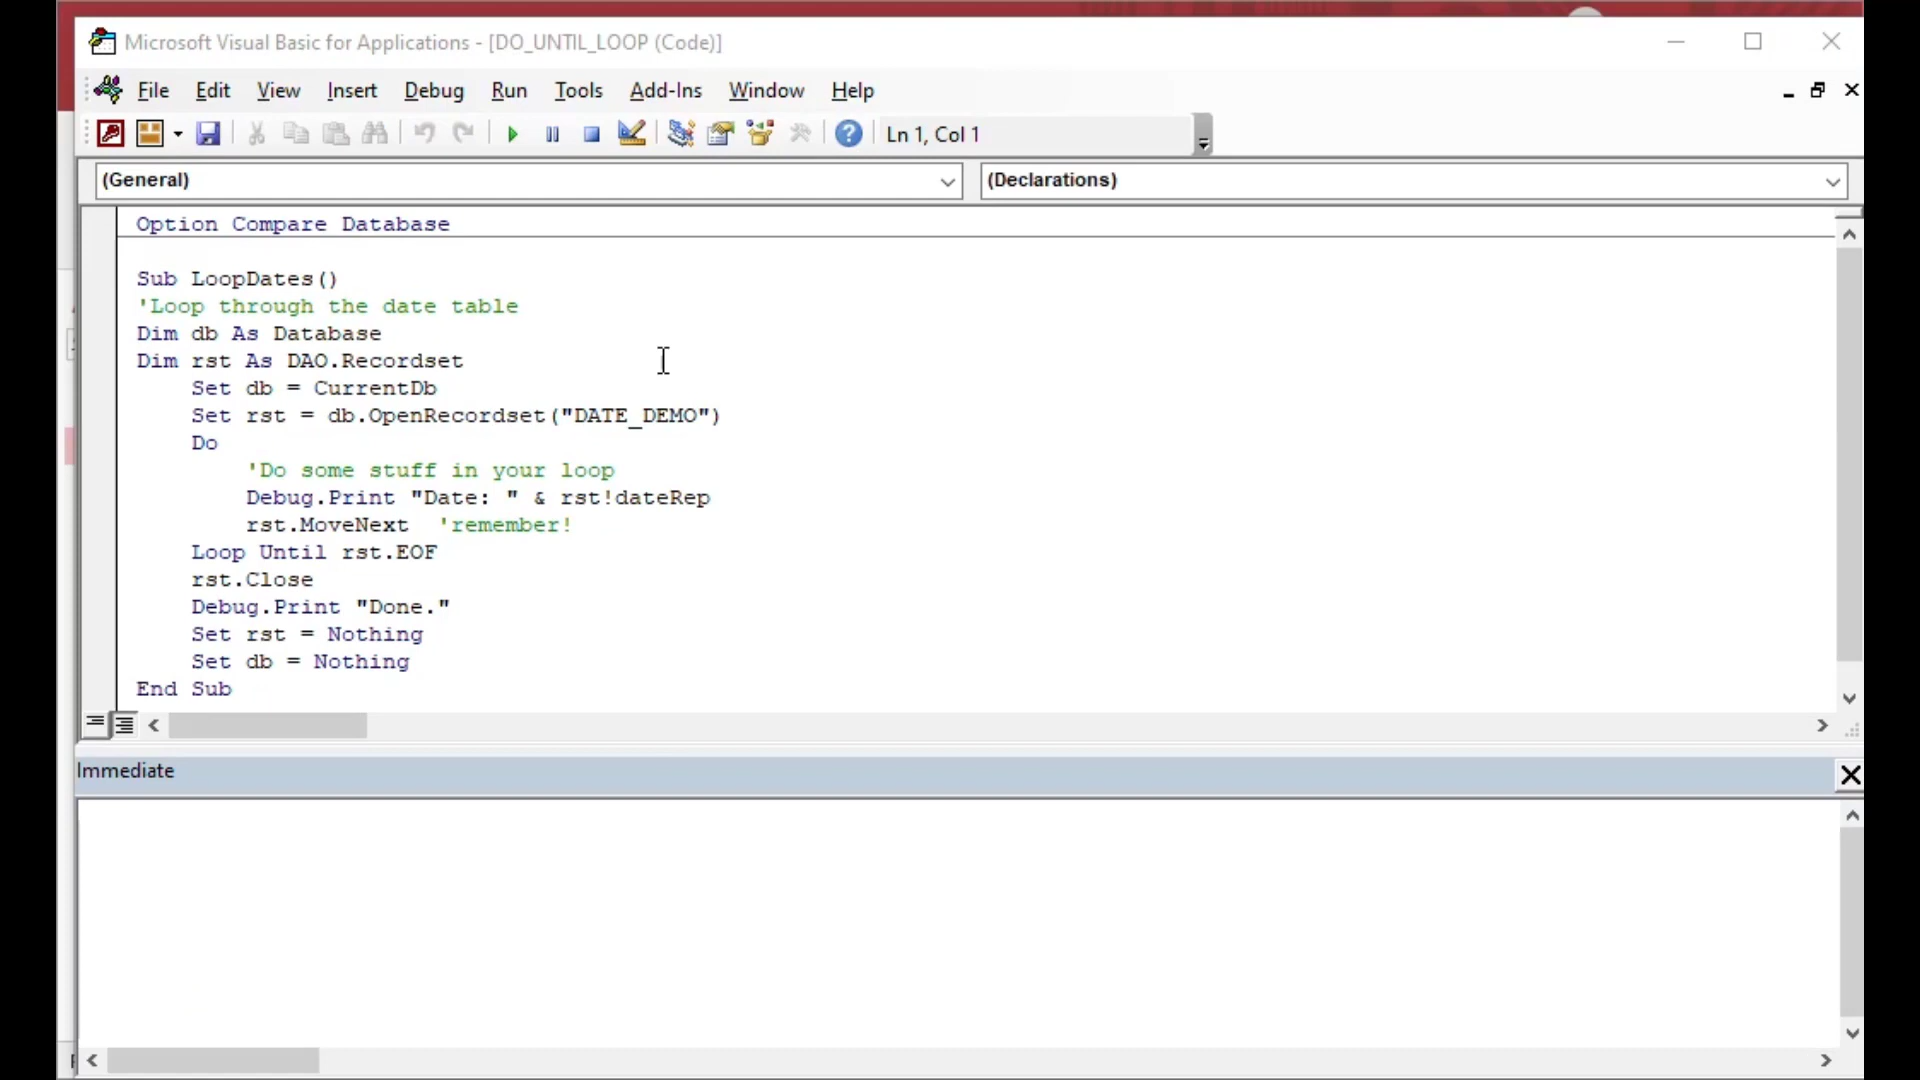 Microsoft Visual Basic for Applications - [DO_UNTIL_LOOP (Code)]
File Edit View Insert Debug Run Tools Add-Ins Window Help
Ln 1, Col 1
(General) (Declarations)
Option Compare Database
Sub LoopDates()
'Loop through the date table
Dim db As Database
Dim rst As DAO.Recordset
Set db = CurrentDb
Set rst = db.OpenRecordset("DATE_DEMO")
Do
'Do some stuff in your loop
Debug.Print "Date: " & rst!dateRep
rst.MoveNext 'remember!
Loop Until rst.EOF
rst.Close
Debug.Print "Done."
Set rst = Nothing
Set db = Nothing
End Sub
Immediate